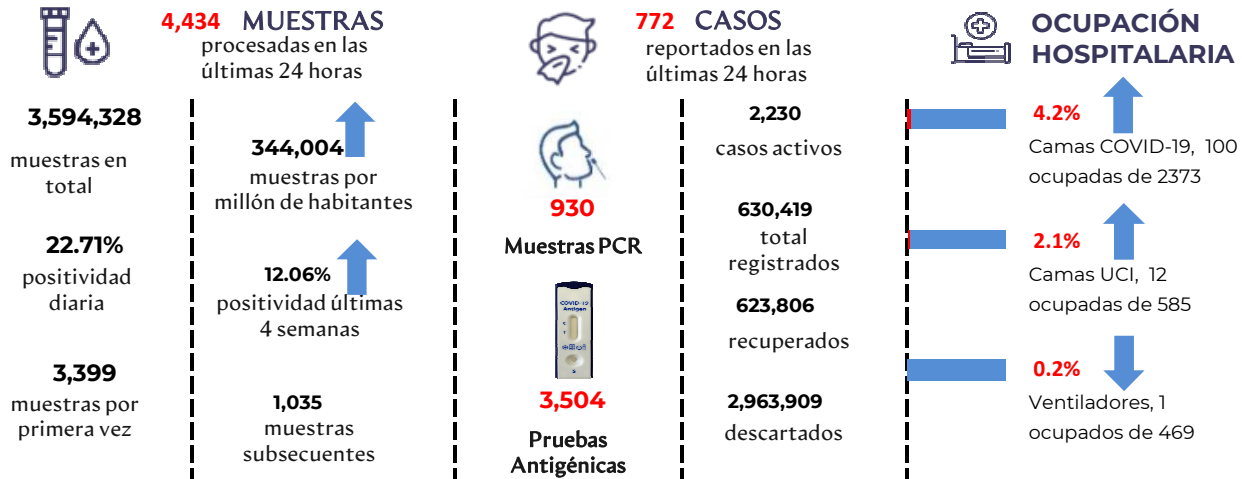 4,434 MUESTRAS
procesadas en las
últimas 24 horas
3,594,328
muestras en
total
22.71%
positividad
diaria
3,399
muestras por
primera vez
344,004
muestras por
millón de habitantes
12.06%
positividad últimas
4 semanas
1,035
muestras
subsecuentes
772 CASOS
reportados en las
últimas 24 horas
930
Muestras PCR
COVID-19
Antigen
3,504
Pruebas
Antigénicas
2,230
casos activos
630,419
total
registrados
623,806
recuperados
2,963,909
descartados
OCUPACIÓN
HOSPITALARIA
4.2%
Camas COVID-19, 100
ocupadas de 2373
2.1%
Camas UCI, 12
ocupadas de 585
0.2%
Ventiladores, 1
ocupados de 469